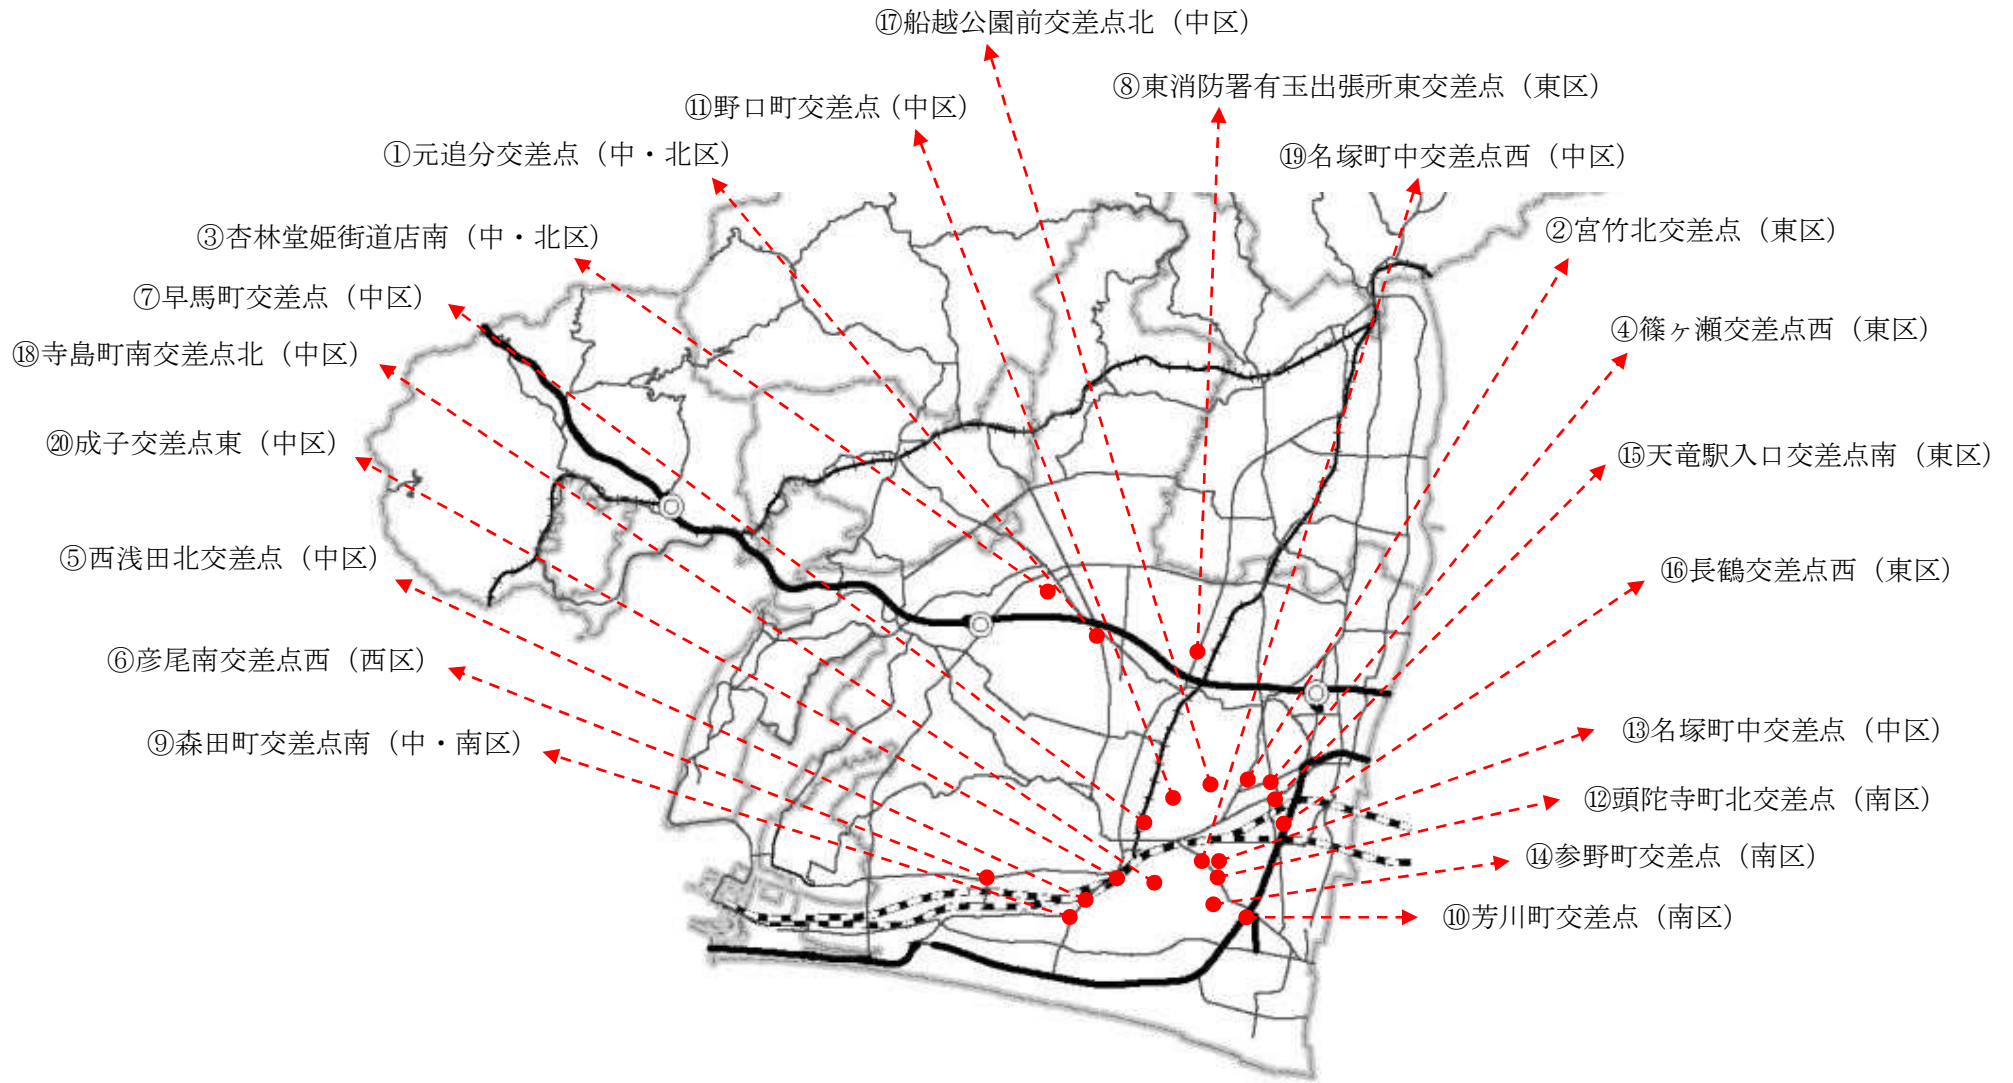 ⑰船越公園前交差点北（中区）
⑧東消防署有玉出張所東交差点（東区）
⑪野口町交差点（中区）
①元追分交差点（中・北区）
⑲名塚町中交差点西（中区）
③杏林堂姫街道店南（中・北区）
②宮竹北交差点（東区）
⑦早馬町交差点（中区）
④篠ヶ瀬交差点西（東区）
⑱寺島町南交差点北（中区）
⑳成子交差点東（中区）
⑮天竜駅入口交差点南（東区）
⑤西浅田北交差点（中区）
⑯長鶴交差点西（東区）
⑥彦尾南交差点西（西区）
⑬名塚町中交差点（中区）
⑨森田町交差点南（中・南区）
⑫頭陀寺町北交差点（南区）
⑭参野町交差点（南区）
⑩芳川町交差点（南区）